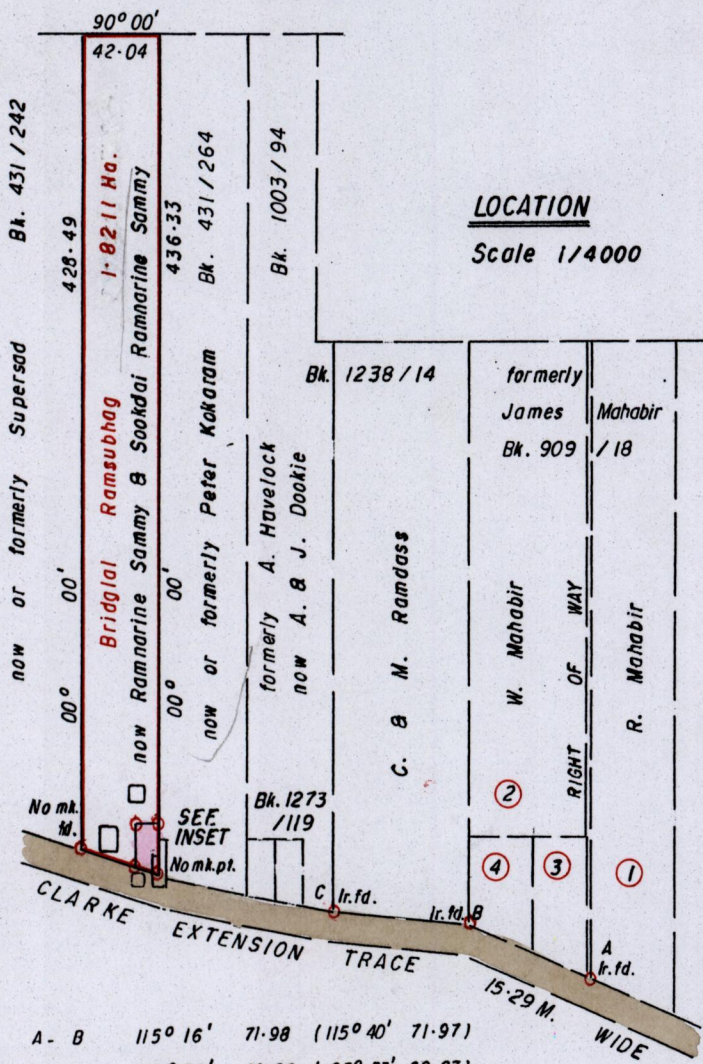 90° 00'
42·04
now or formerly Supersad Bk. 431 / 242
428·49
00° 00'
Bridglal Ramsubhag 1·8211 Ha.
now Ramnarine Sammy & Sookdai Ramnarine Sammy
436·33
00° 00'
now or formerly Peter Kokaram Bk. 431 / 264
formerly A. Havelock
now A. & J. Dookie
Bk. 1003 / 94
LOCATION
Scale 1/4000
Bk. 1238 / 14
formerly
James Mahabir
Bk. 909 / 18
C. & M. Ramdass
W. Mahabir
RIGHT OF WAY
R. Mahabir
No mk. fd.
SEE INSET
No mk. pt.
Bk. 1273 / 119
2
4
3
1
C Ir. fd.
Ir. fd. B
A
Ir. fd.
CLARKE EXTENSION TRACE
15·29 M. WIDE
A - B 115° 16' 71·98 (115° 40' 71·97)